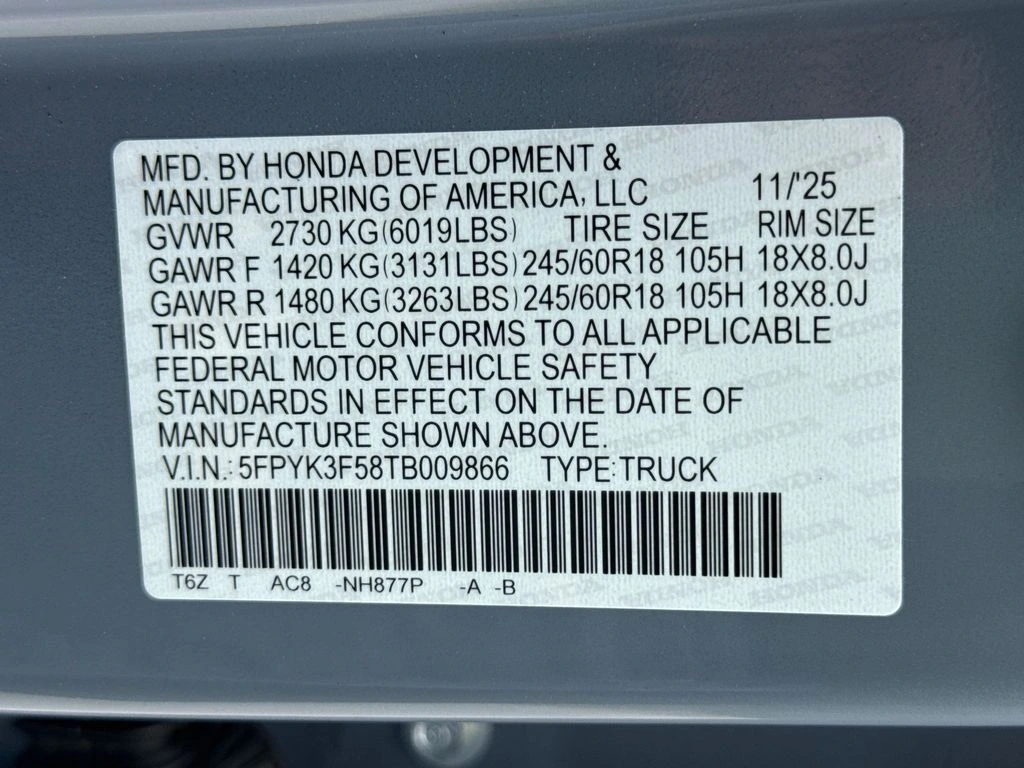 MFD. BY HONDA DEVELOPMENT &
MANUFACTURING OF AMERICA, LLC 11/'25
GVWR 2730 KG(6019LBS) TIRE SIZE RIM SIZE
GAWR F 1420 KG(3131LBS) 245/60R18 105H 18X8.0J
GAWR R 1480 KG(3263LBS) 245/60R18 105H 18X8.0J
THIS VEHICLE CONFORMS TO ALL APPLICABLE
FEDERAL MOTOR VEHICLE SAFETY
STANDARDS IN EFFECT ON THE DATE OF
MANUFACTURE SHOWN ABOVE.
V.I.N.: 5FPYK3F58TB009866 TYPE: TRUCK
T6Z T AC8 -NH877P -A -B